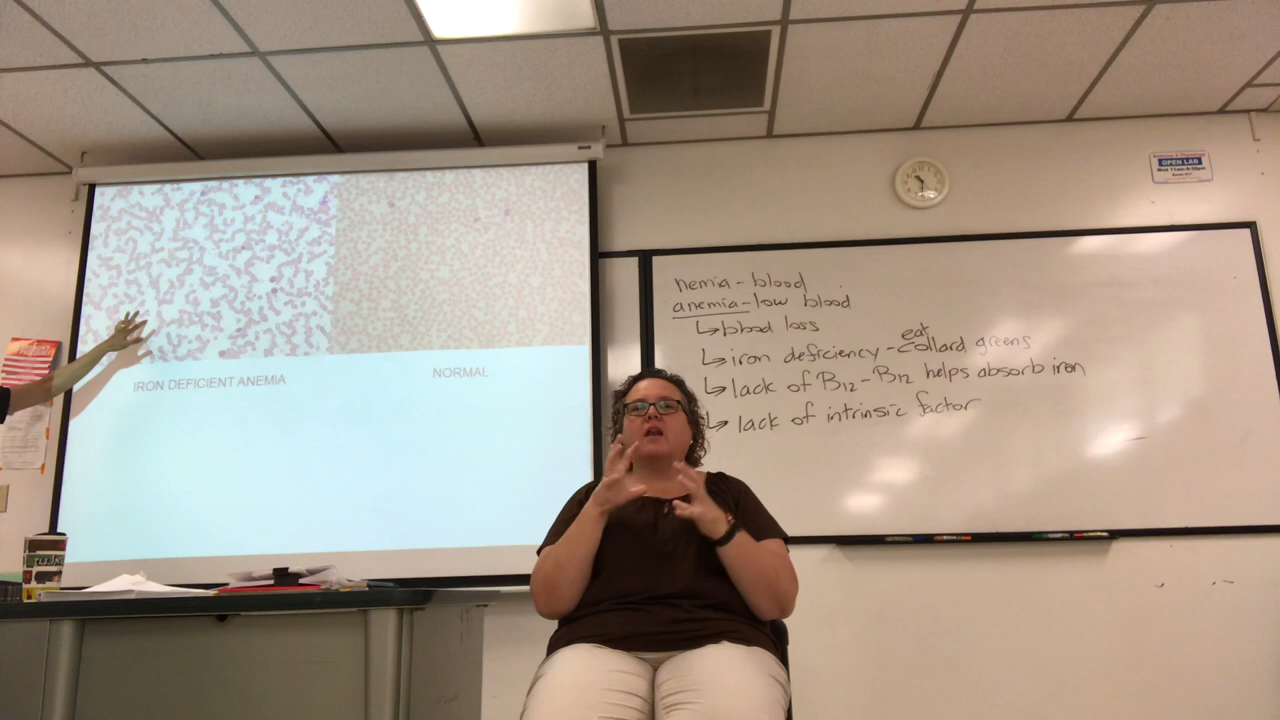 IRON DEFICIENT ANEMIA
NORMAL
nemia - blood
anemia - low blood
↳ blood loss
↳ iron deficiency - eat collard greens
↳ lack of B12 - B12 helps absorb iron
↳ lack of intrinsic factor
OPEN LAB